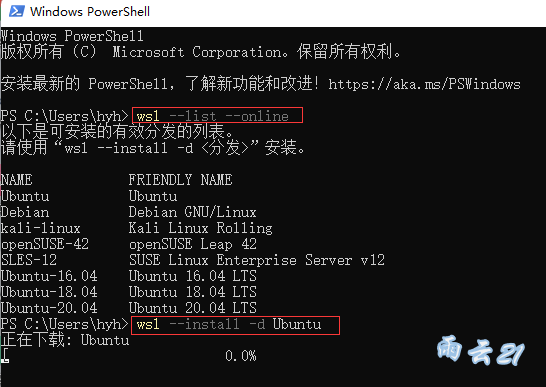 Windows PowerShell
Windows PowerShell
版权所有 (C) Microsoft Corporation。保留所有权利。
安装最新的 PowerShell，了解新功能和改进！https://aka.ms/PSWindows
PS C:\Users\hyh> wsl --list --online
以下是可安装的有效分发的列表。
请使用“wsl --install -d <分发>”安装。
NAME FRIENDLY NAME
Ubuntu Ubuntu
Debian Debian GNU/Linux
kali-linux Kali Linux Rolling
openSUSE-42 openSUSE Leap 42
SLES-12 SUSE Linux Enterprise Server v12
Ubuntu-16.04 Ubuntu 16.04 LTS
Ubuntu-18.04 Ubuntu 18.04 LTS
Ubuntu-20.04 Ubuntu 20.04 LTS
PS C:\Users\hyh> wsl --install -d Ubuntu
正在下载: Ubuntu
[ 0.0%
雨云21